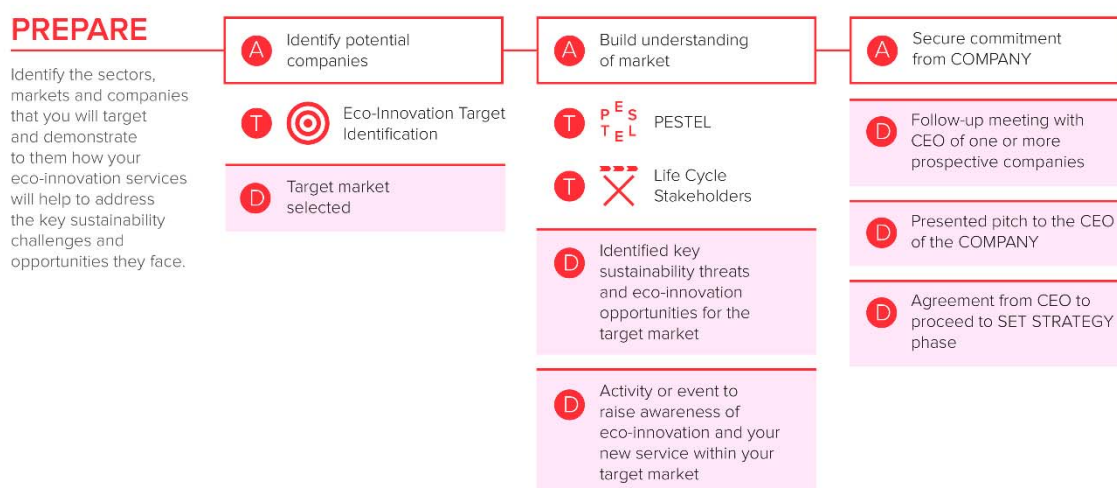 PREPARE
Identify the sectors,
markets and companies
that you will target
and demonstrate
to them how your
eco-innovation services
will help to address
the key sustainability
challenges and
opportunities they face.
A
Identify potential
companies
T
Eco-Innovation Target
Identification
D
Target market
selected
A
Build understanding
of market
T
PESTEL
PESTEL
T
Life Cycle
Stakeholders
D
Identified key
sustainability threats
and eco-innovation
opportunities for the
target market
D
Activity or event to
raise awareness of
eco-innovation and your
new service within your
target market
A
Secure commitment
from COMPANY
D
Follow-up meeting with
CEO of one or more
prospective companies
D
Presented pitch to the CEO
of the COMPANY
D
Agreement from CEO to
proceed to SET STRATEGY
phase